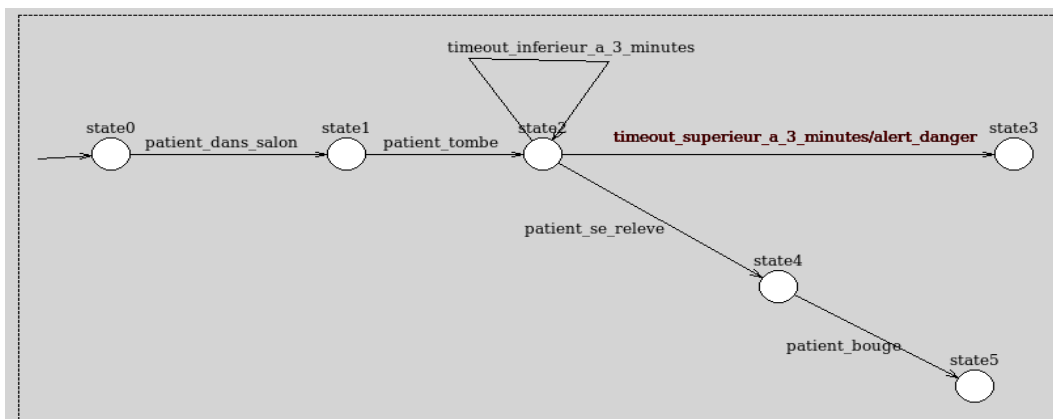 timeout_inferieur_a_3_minutes
state0
state1
state2
state3
patient_dans_salon
patient_tombe
timeout_superieur_a_3_minutes/alert_danger
patient_se_releve
state4
patient_bouge
state5